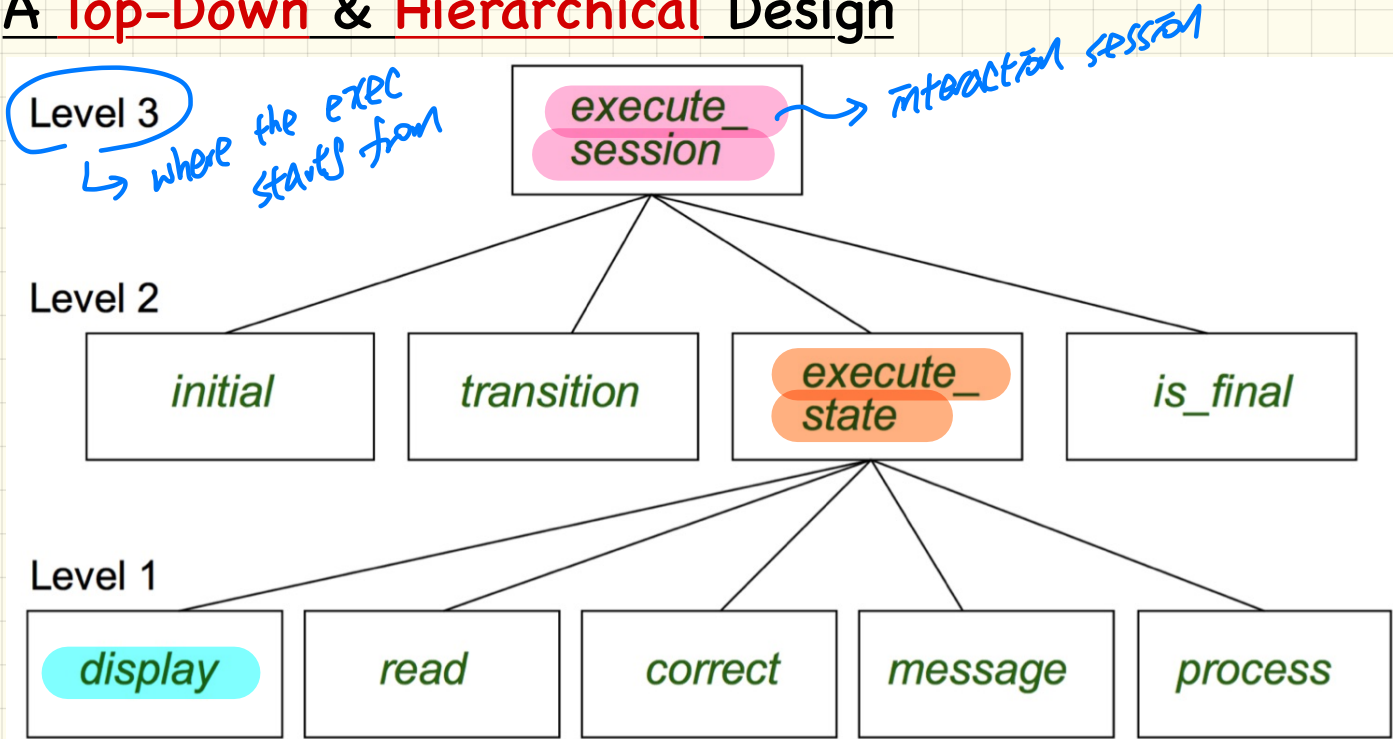 A Top-Down & Hierarchical Design
Level 3
where the exec
starts from
execute_
session
interaction session
Level 2
initial
transition
execute_
state
is_final
Level 1
display
read
correct
message
process